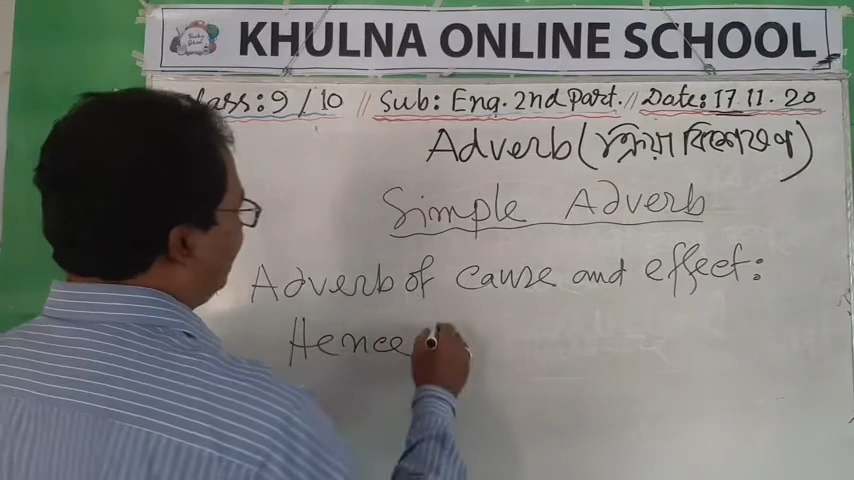 KHULNA ONLINE SCHOOL
class: 9/10 // Sub: Eng. 2nd Part. // Date: 17.11.20
Adverb (ক্রিয়া বিশেষণ)
Simple Adverb
Adverb of cause and effect:
Hence